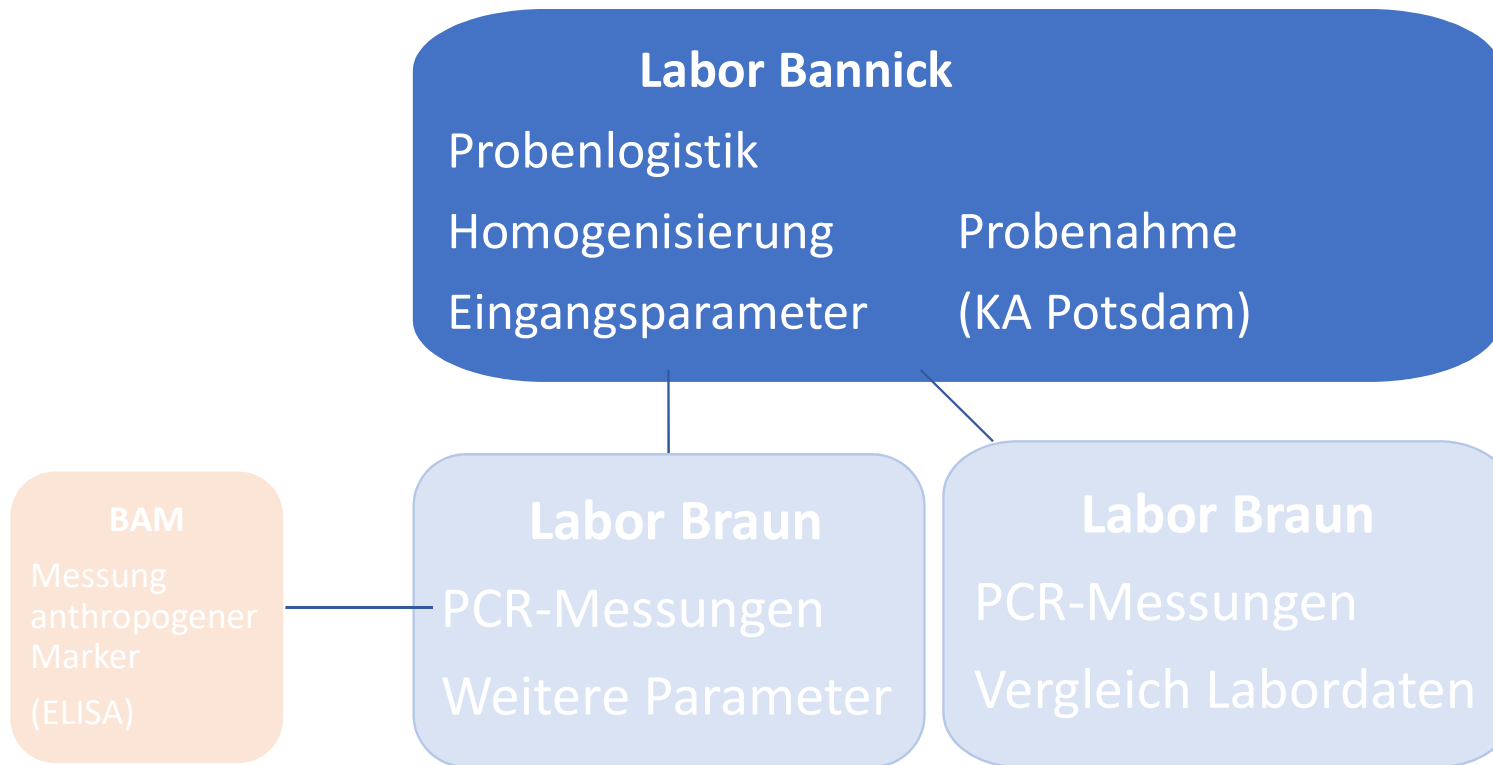 Labor Bannick
Probenlogistik
Homogenisierung
Eingangsparameter
Probenahme
(KA Potsdam)
BAM
Messung
anthropogener
Marker
(ELISA)
Labor Braun
PCR-Messungen
Weitere Parameter
Labor Braun
PCR-Messungen
Vergleich Labordaten